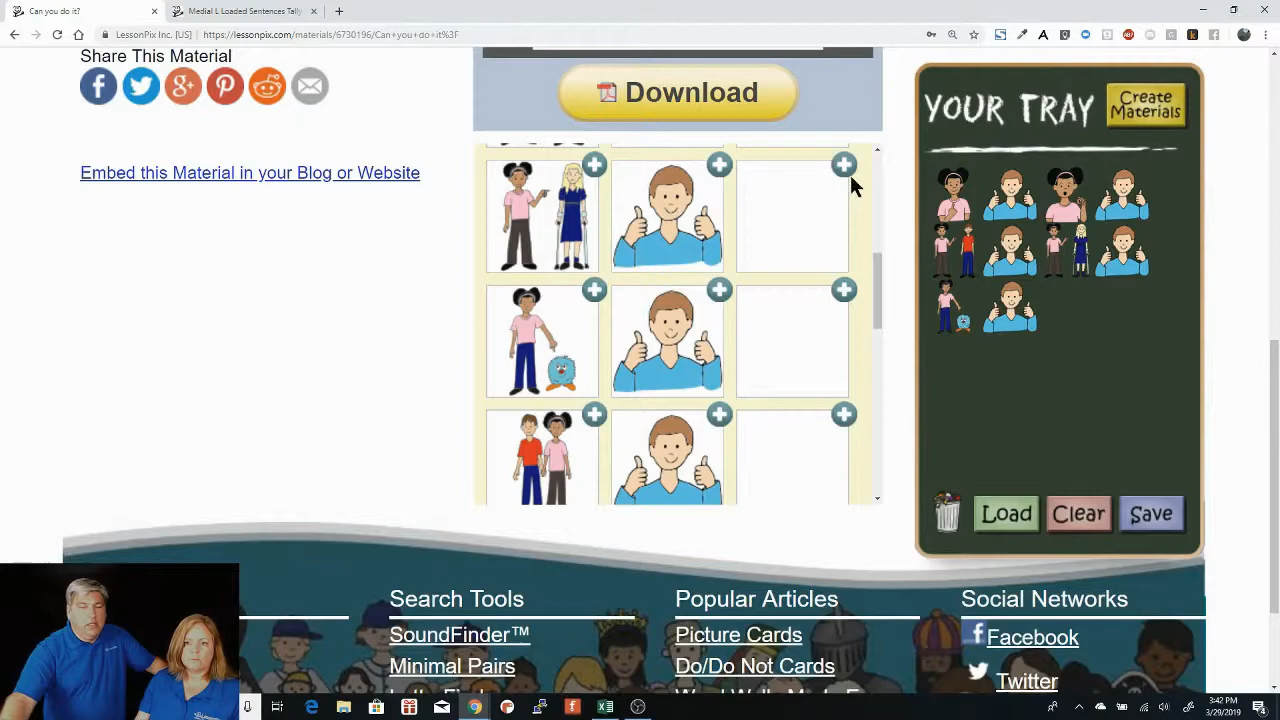 Can you do it?
Medial L Loaded Sentences Tally
LessonPix Inc. [US] | https://lessonpix.com/materials/6730196/Can+you+do+it%3F
Share This Material
Download
YOUR TRAY
Create
Materials
Embed this Material in your Blog or Website
Load
Clear
Save
Search Tools
Popular Articles
Social Networks
SoundFinder™
Picture Cards
Facebook
Minimal Pairs
Do/Do Not Cards
Twitter
3:42 PM
3/29/2019